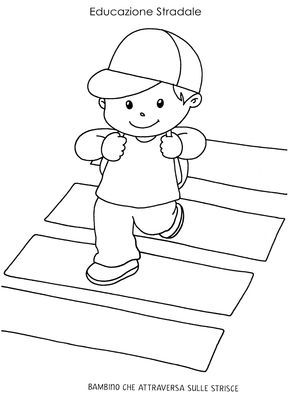 Educazione Stradale
BAMBINO CHE ATTRAVERSA SULLE STRISCE